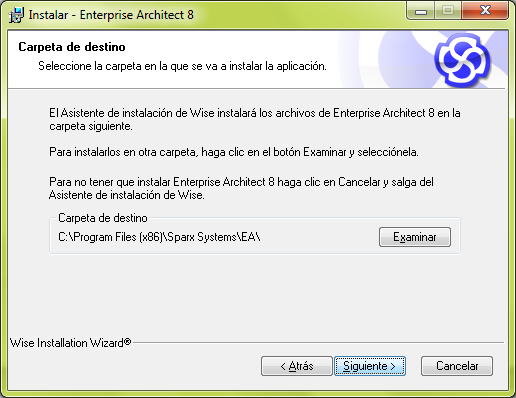 Instalar - Enterprise Architect 8
Carpeta de destino
Seleccione la carpeta en la que se va a instalar la aplicación.
El Asistente de instalación de Wise instalará los archivos de Enterprise Architect 8 en la
carpeta siguiente.
Para instalarlos en otra carpeta, haga clic en el botón Examinar y selecciónela.
Para no tener que instalar Enterprise Architect 8 haga clic en Cancelar y salga del
Asistente de instalación de Wise.
Carpeta de destino
C:\Program Files (x86)\Sparx Systems\EA\
Examinar
Wise Installation Wizard®
< Atrás
Siguiente >
Cancelar